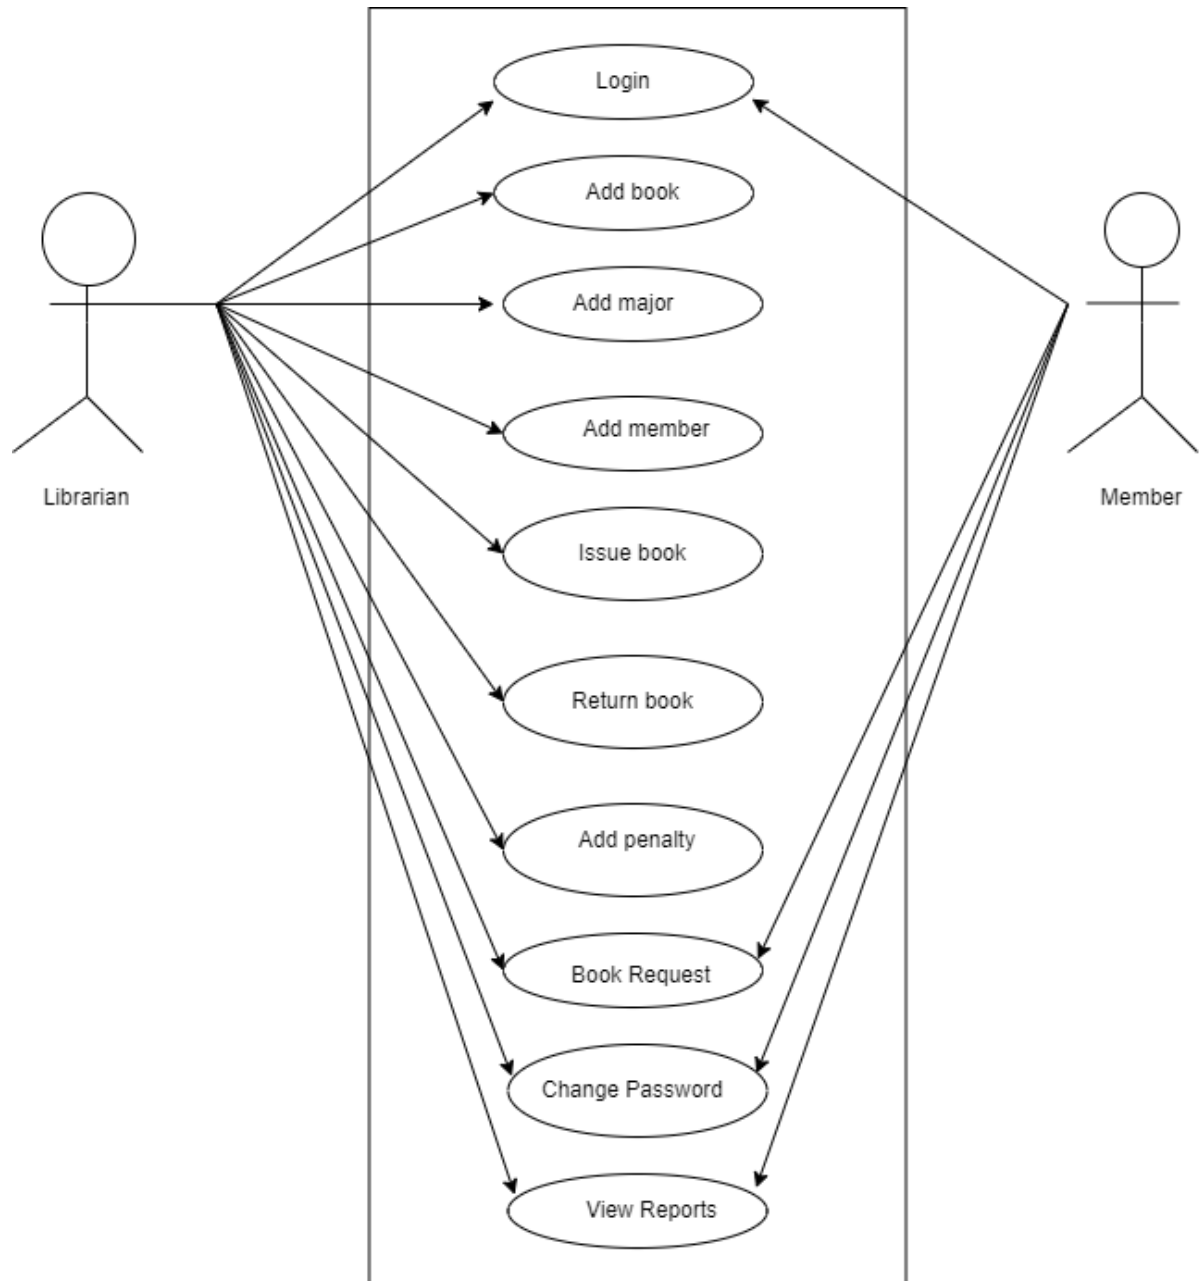 Login
Add book
Add major
Add member
Librarian
Member
Issue book
Return book
Add penalty
Book Request
Change Password
View Reports